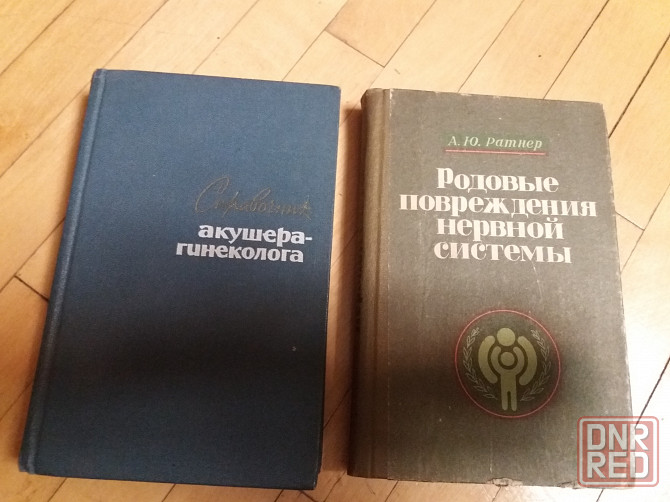 Справочник
акушера-
гинеколога
А. Ю. Ратнер
Родовые
повреждения
нервной
системы
DNR
RED